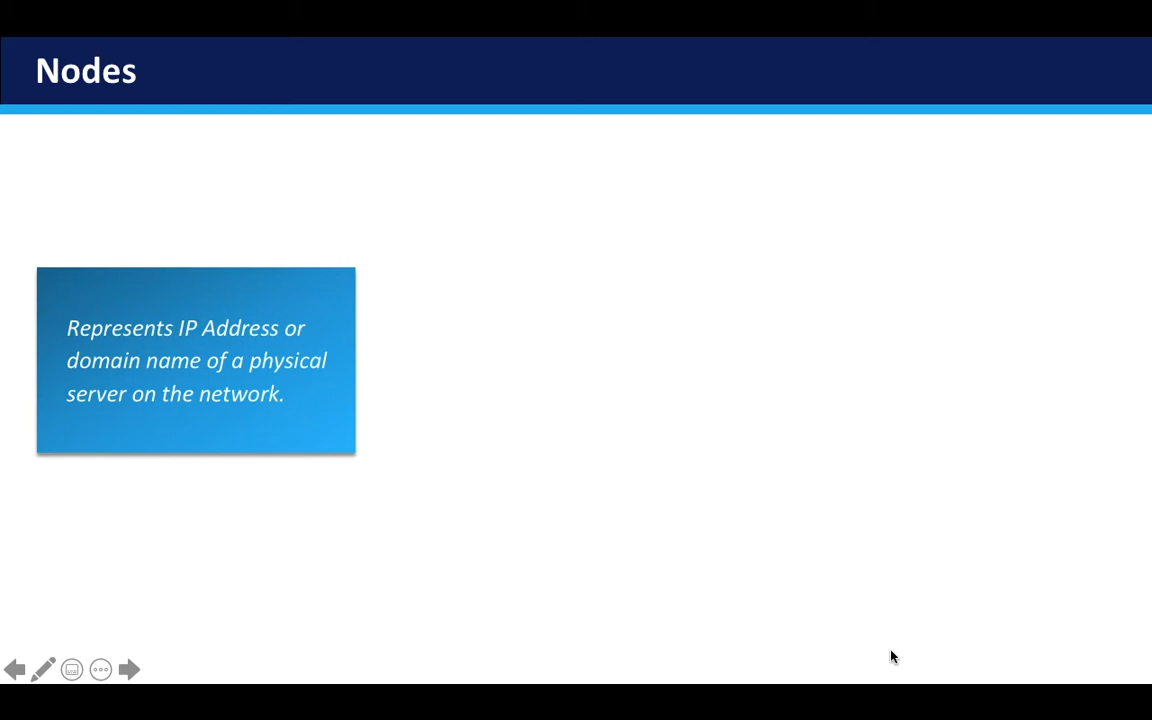 Nodes
Represents IP Address or
domain name of a physical
server on the network.